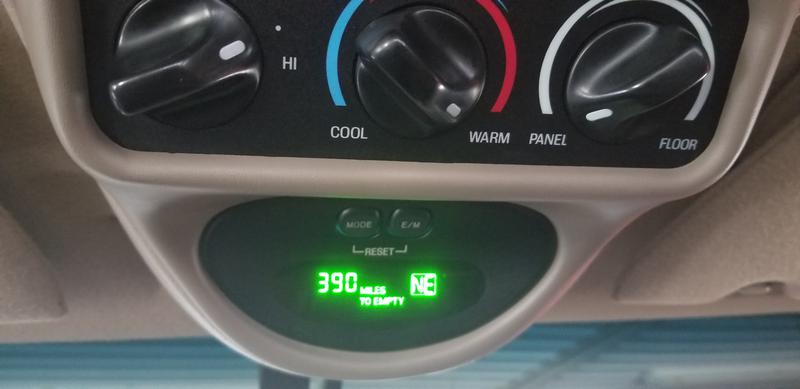 HI
COOL
WARM
PANEL
FLOOR
MODE
E/M
RESET
390 MILES TO EMPTY NE